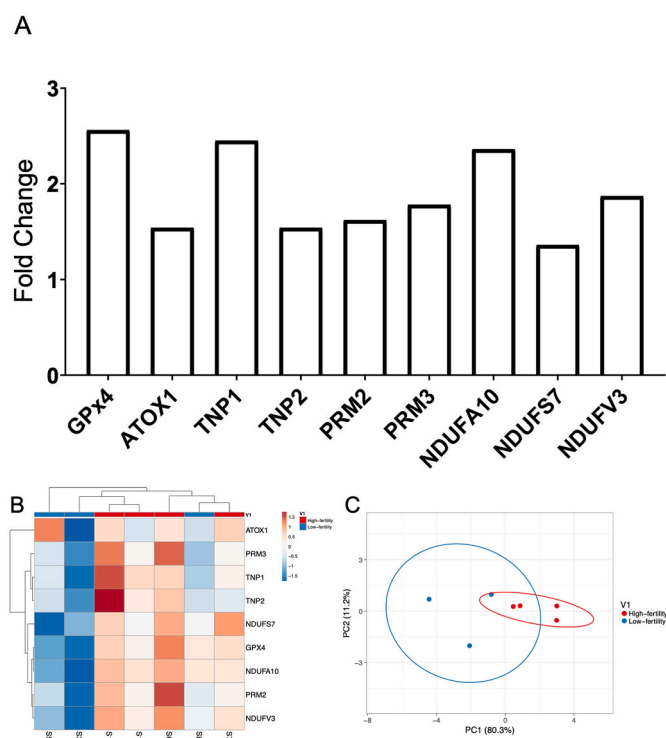 A
Fold Change
3
2
1
0
GPx4
ATOX1
TNP1
TNP2
PRM2
PRM3
NDUFA10
NDUFS7
NDUFV3
B
V1
V1
High-fertility
Low-fertility
1.5
1
0.5
0
-0.5
-1
-1.5
ATOX1
PRM3
TNP1
TNP2
NDUFS7
GPX4
NDUFA10
PRM2
NDUFV3
C
PC2 (11.2%)
3
0
-3
-8
-4
0
4
PC1 (80.3%)
V1
High-fertility
Low-fertility